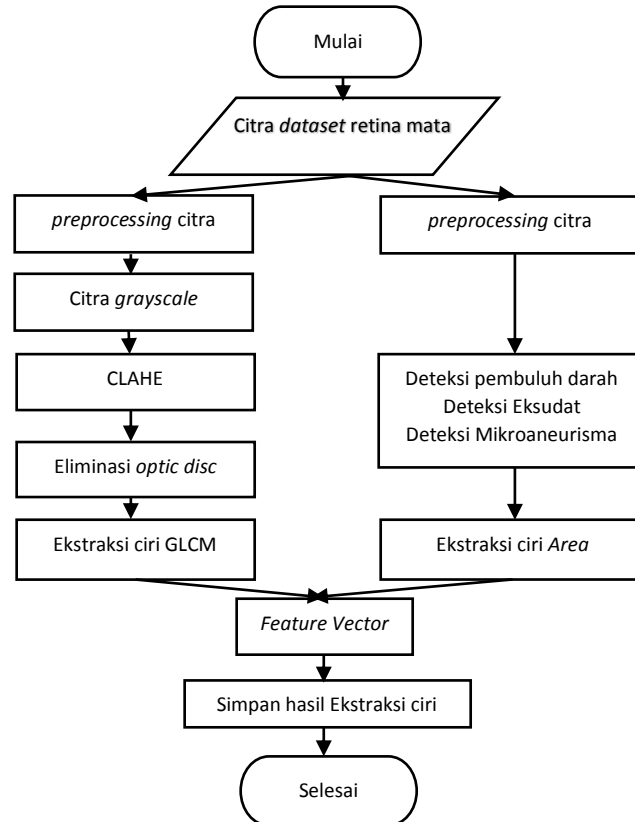 Mulai
Citra dataset retina mata
preprocessing citra
Citra grayscale
CLAHE
Eliminasi optic disc
Ekstraksi ciri GLCM
preprocessing citra
Deteksi pembuluh darah
Deteksi Eksudat
Deteksi Mikroaneurisma
Ekstraksi ciri Area
Feature Vector
Simpan hasil Ekstraksi ciri
Selesai